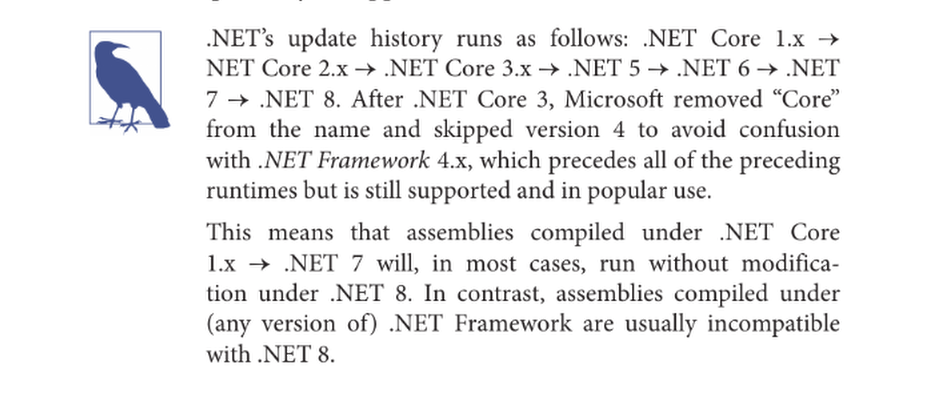 .NET’s update history runs as follows: .NET Core 1.x →
NET Core 2.x → .NET Core 3.x → .NET 5 → .NET 6 → .NET
7 → .NET 8. After .NET Core 3, Microsoft removed “Core”
from the name and skipped version 4 to avoid confusion
with .NET Framework 4.x, which precedes all of the preceding
runtimes but is still supported and in popular use.
This means that assemblies compiled under .NET Core
1.x → .NET 7 will, in most cases, run without modifica-
tion under .NET 8. In contrast, assemblies compiled under
(any version of) .NET Framework are usually incompatible
with .NET 8.